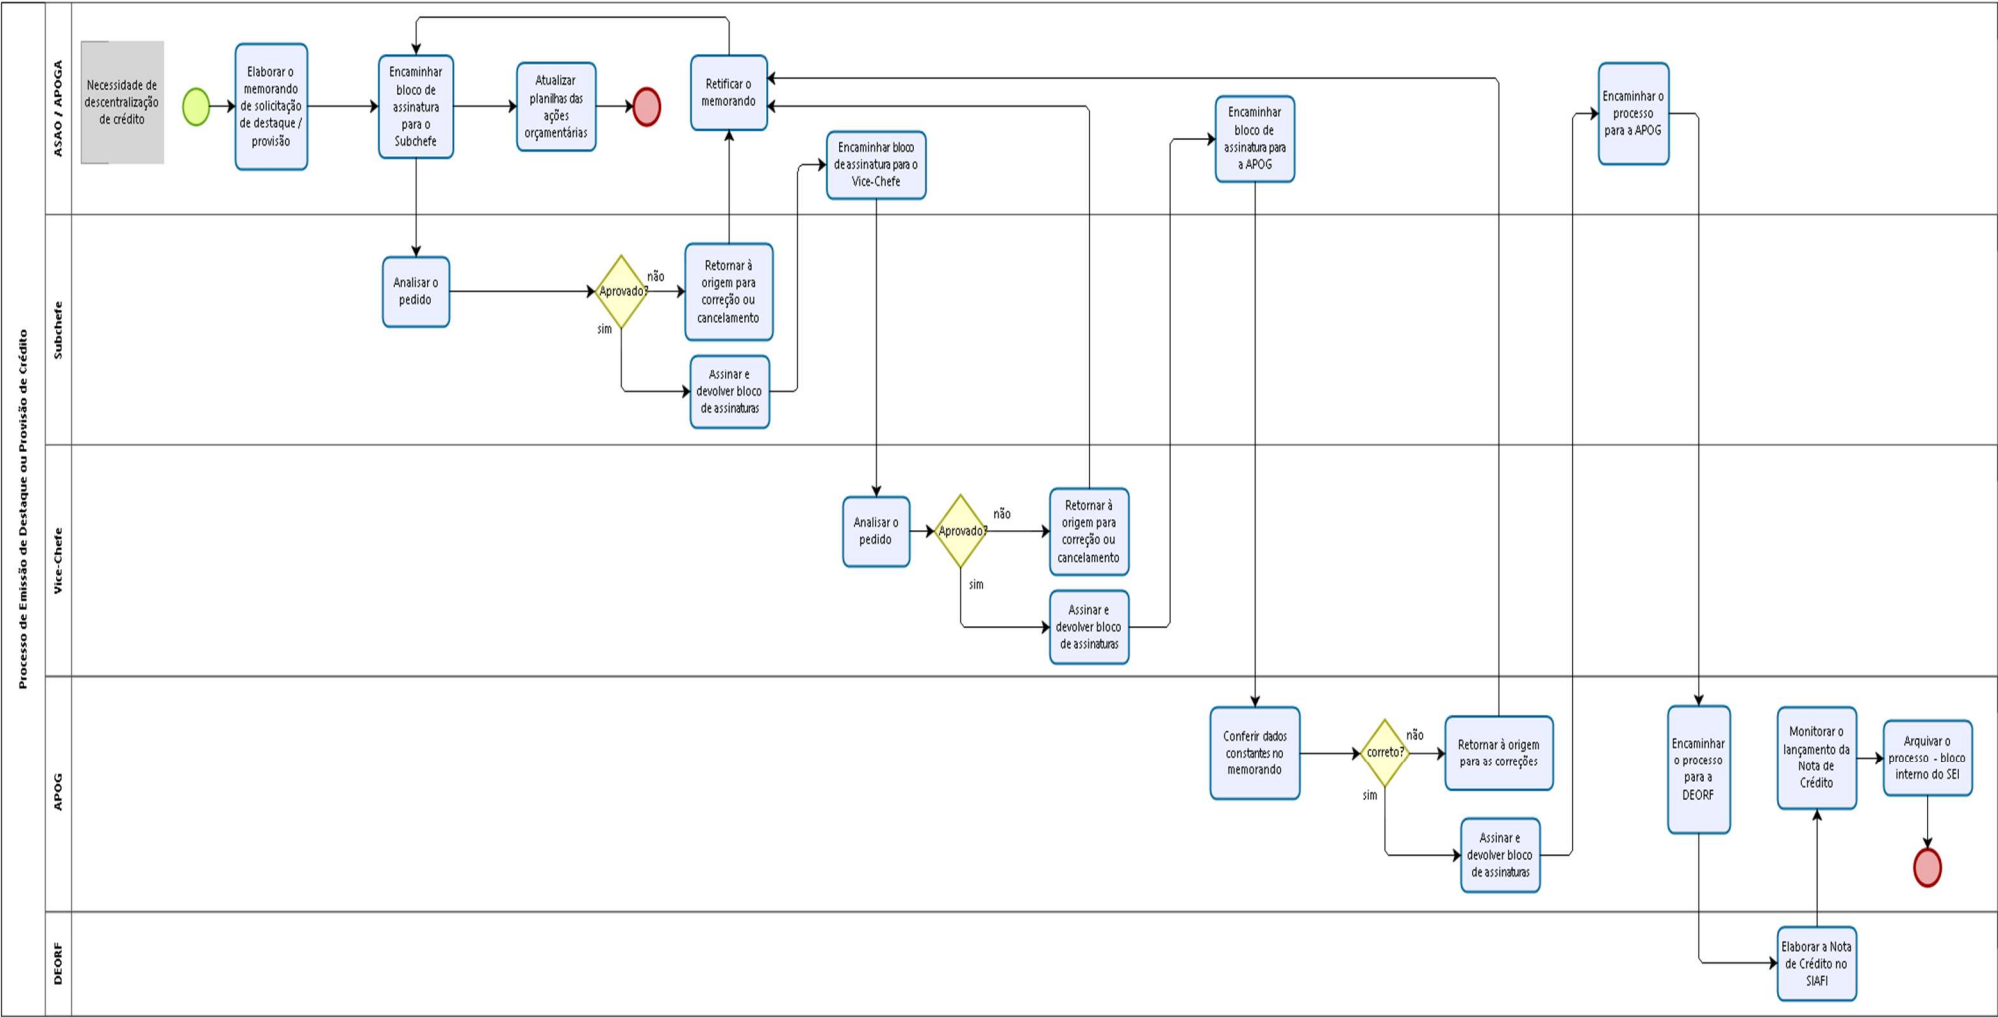 Processo de Emissão de Destaque ou Provisão de Crédito
ASAO / APOGA
Necessidade de
descentralização
de crédito
Elaborar o
memorando
de solicitação
de destaque /
provisão
Encaminhar
bloco de
assinatura
para o
Subchefe
Atualizar
planilhas das
ações
orçamentárias
Retificar o
memorando
Encaminhar bloco
de assinatura para o
Vice-Chefe
Encaminhar
bloco de
assinatura para
a APOG
Encaminhar o
processo
para a APOG
Subchefe
Analisar o
pedido
Aprovado?
não
sim
Retornar à
origem para
correção ou
cancelamento
Assinar e
devolver bloco
de assinaturas
Vice-Chefe
Analisar o
pedido
Aprovado?
não
sim
Retornar à
origem para
correção ou
cancelamento
Assinar e
devolver bloco
de assinaturas
APOG
Conferir dados
constantes no
memorando
correto?
não
sim
Retornar à origem
para as correções
Assinar e
devolver bloco
de assinaturas
Encaminhar
o processo
para a
DEORF
Monitorar o
lançamento da
Nota de
Crédito
Arquivar o
processo - bloco
interno do SEI
DEORF
Elaborar a Nota
de Crédito no
SIAFI